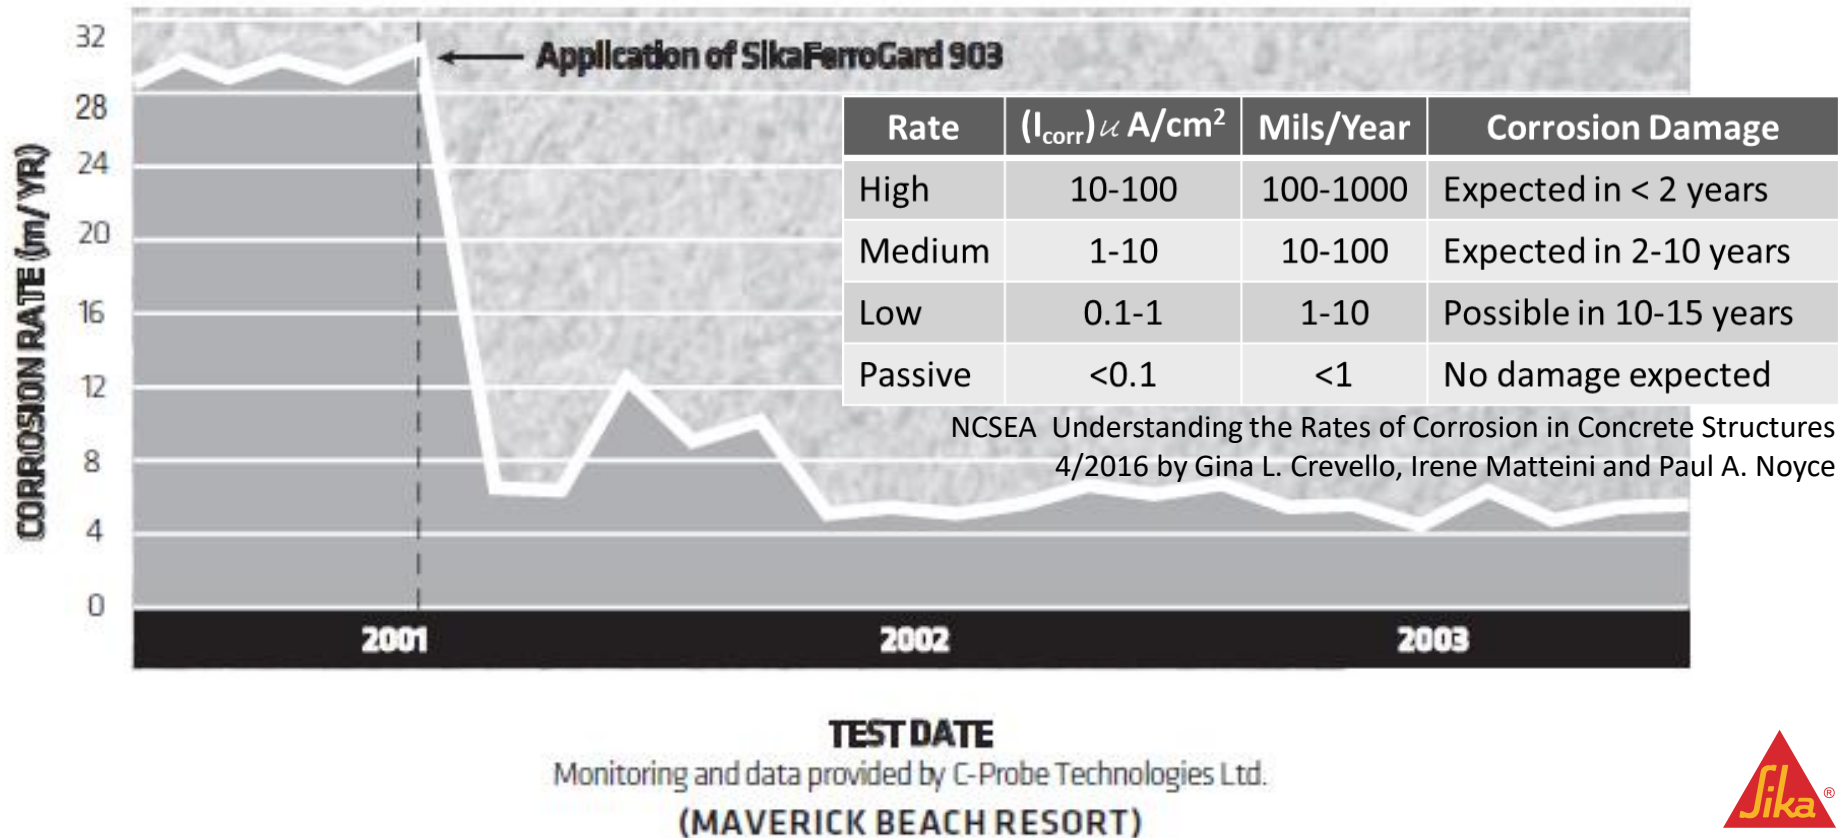 32
28
24
20
16
12
8
4
0
CORROSION RATE (m/YR)
Application of SikaFerroGard 903
Rate (Icorr)𝜇 A/cm² Mils/Year Corrosion Damage
High 10-100 100-1000 Expected in < 2 years
Medium 1-10 10-100 Expected in 2-10 years
Low 0.1-1 1-10 Possible in 10-15 years
Passive <0.1 <1 No damage expected
NCSEA Understanding the Rates of Corrosion in Concrete Structures
4/2016 by Gina L. Crevello, Irene Matteini and Paul A. Noyce
2001 2002 2003
TEST DATE
Monitoring and data provided by C-Probe Technologies Ltd.
(MAVERICK BEACH RESORT)
Sika®